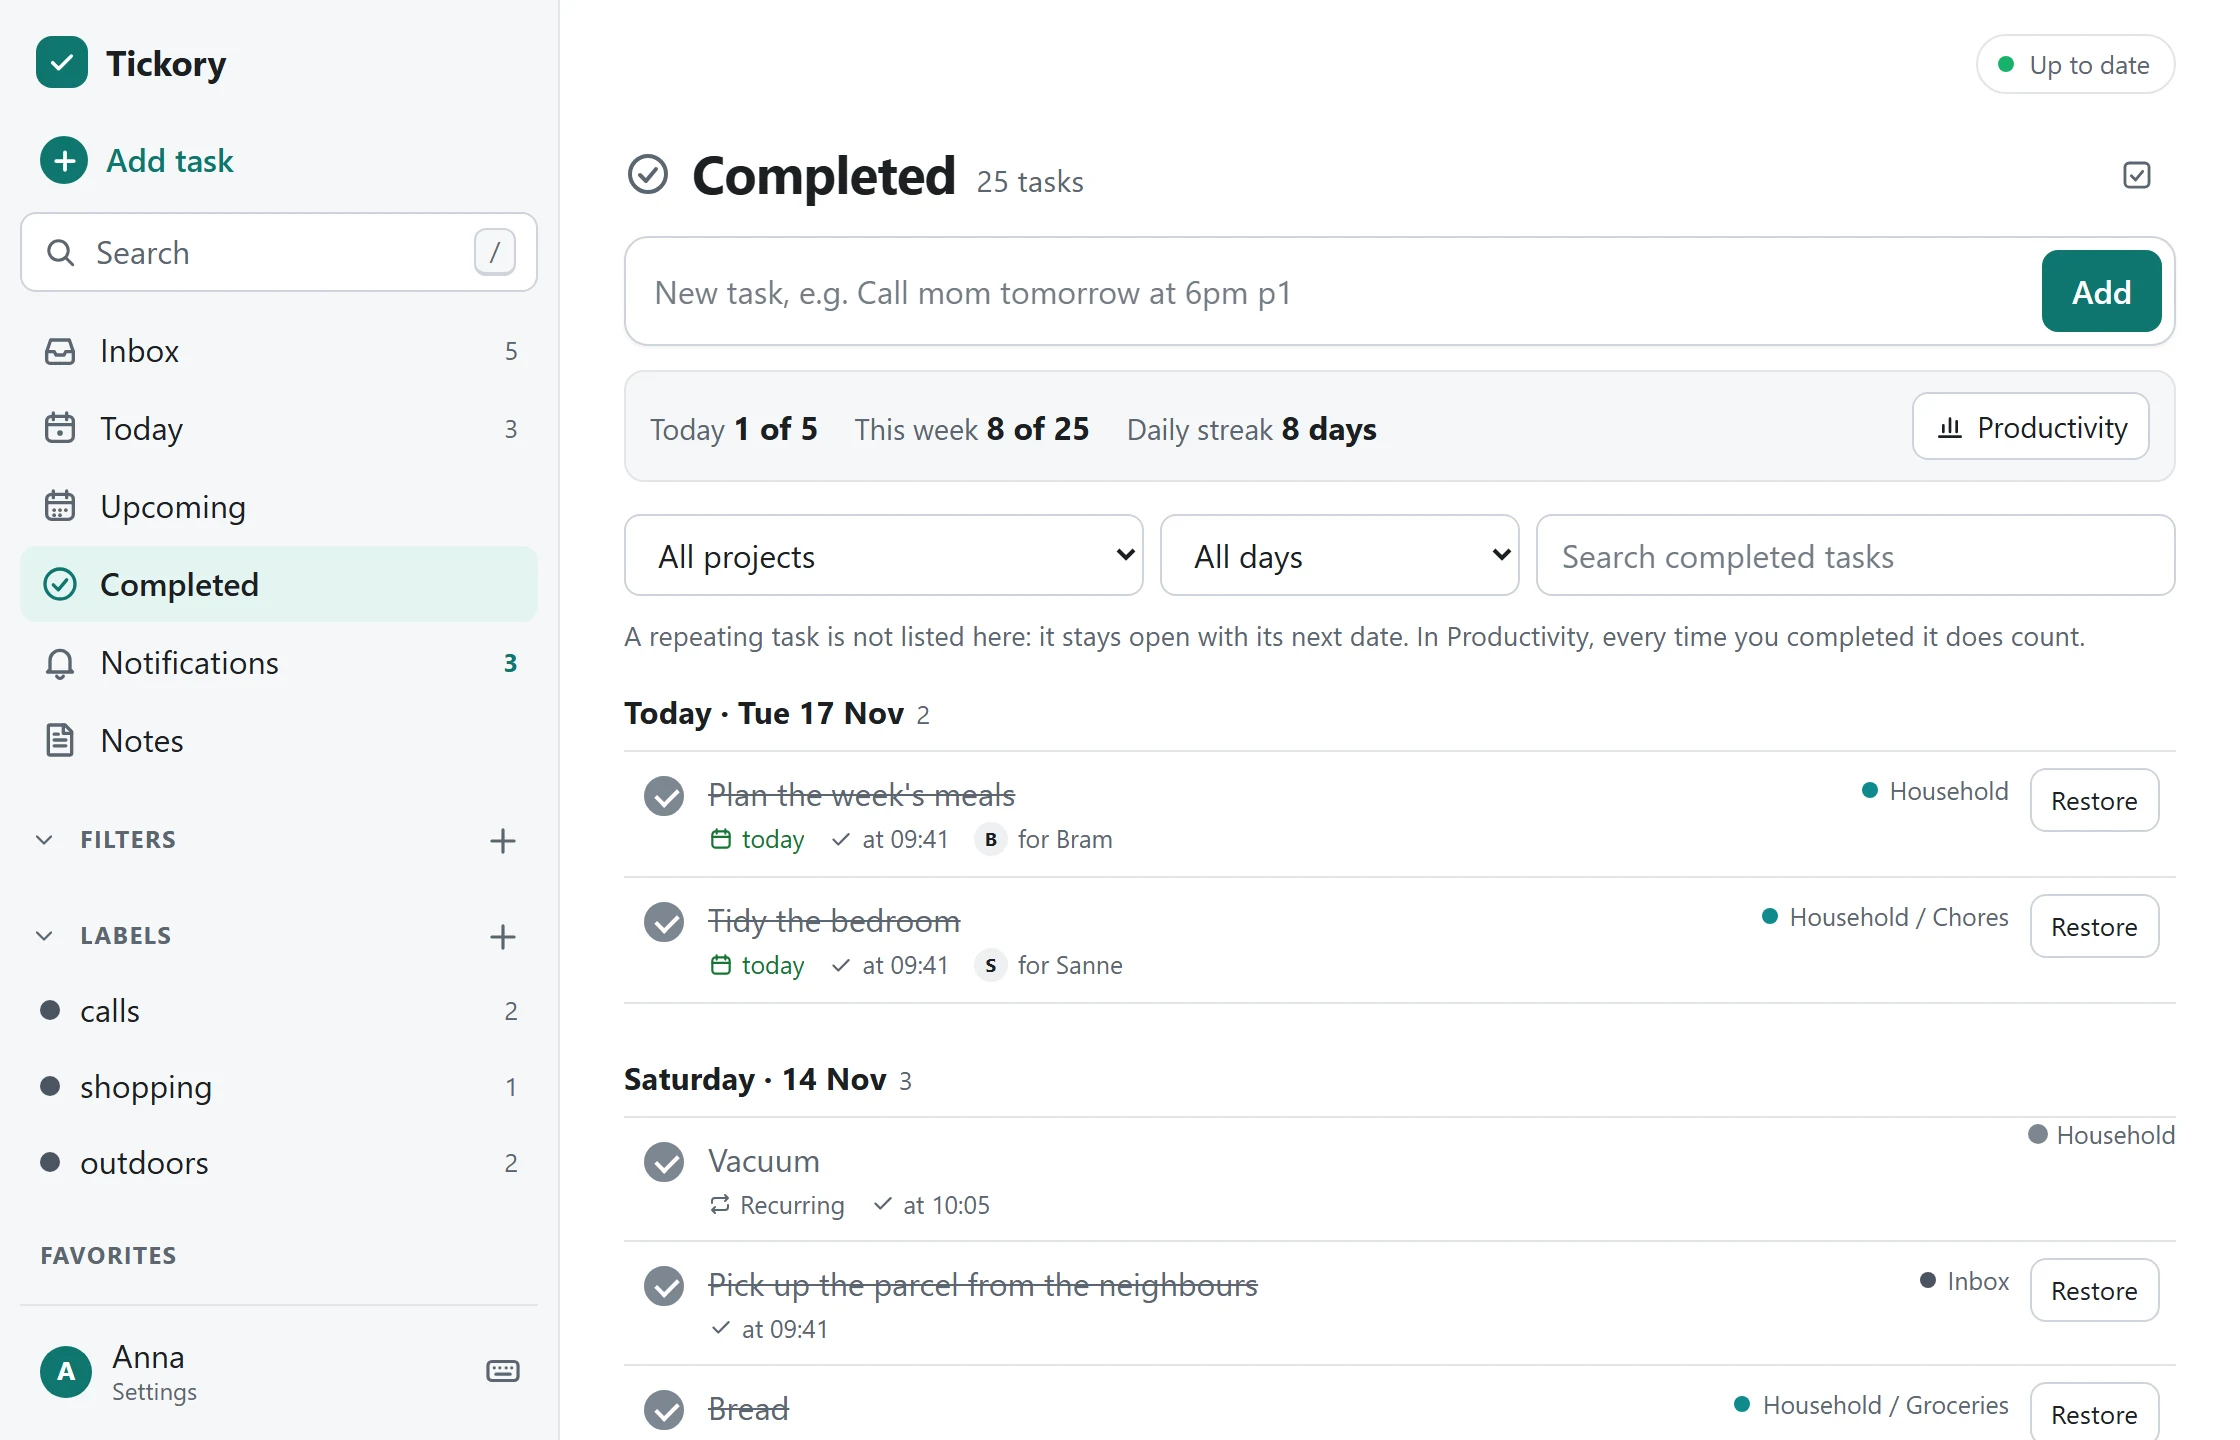 Tickory
Add task
Search /
Inbox 5
Today 3
Upcoming
Completed
Notifications 3
Notes
FILTERS
LABELS
calls 2
shopping 1
outdoors 2
FAVORITES
A Anna
Settings
Up to date
Completed 25 tasks
New task, e.g. Call mom tomorrow at 6pm p1 Add
Today 1 of 5 This week 8 of 25 Daily streak 8 days Productivity
All projects All days Search completed tasks
A repeating task is not listed here: it stays open with its next date. In Productivity, every time you completed it does count.
Today · Tue 17 Nov 2
Plan the week's meals Household Restore
today at 09:41 B for Bram
Tidy the bedroom Household / Chores Restore
today at 09:41 S for Sanne
Saturday · 14 Nov 3
Vacuum Household
Recurring at 10:05
Pick up the parcel from the neighbours Inbox Restore
at 09:41
Bread Household / Groceries Restore